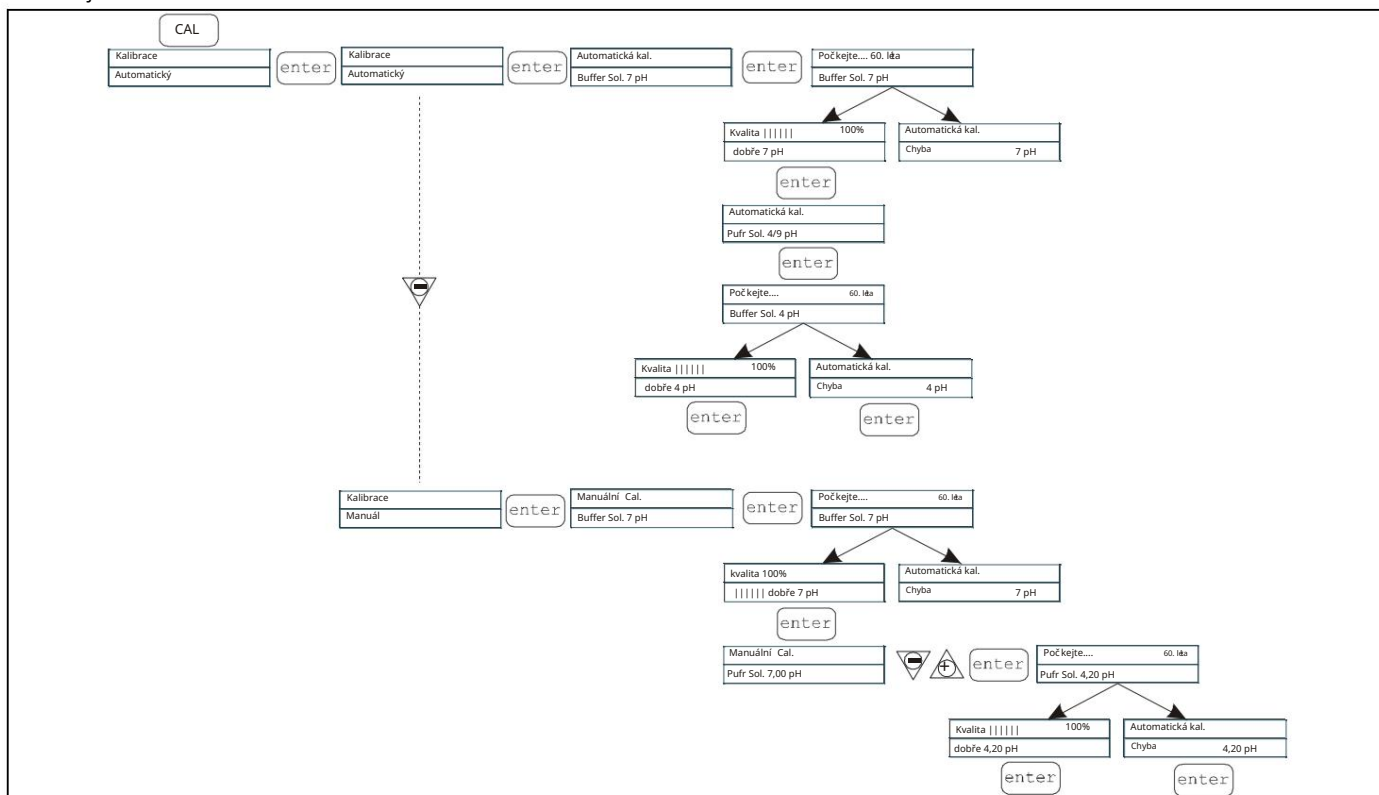 CAL
Kalibrace
Automatický
enter
Kalibrace
Automatický
enter
Automatická kal.
Buffer Sol. 7 pH
enter
Počkejte.... 60.
Buffer Sol. 7 pH
Kvalita ||||||  100%
dobře 7 pH
Automatická kal.
Chyba 7 pH
enter
Automatická kal.
Pufr Sol. 4/9 pH
enter
Počkejte.... 60.
Buffer Sol. 4 pH
Kvalita |||||| 100%
dobře 4 pH
Automatická kal.
Chyba 4 pH
enter
enter
Kalibrace
Manuál
enter
Manuální Cal.
Buffer Sol. 7 pH
enter
Počkejte.... 60.
Buffer Sol. 7 pH
kvalita 100%
|||||| dobře 7 pH
Automatická kal.
Chyba 7 pH
enter
Manuální Cal.
Pufr Sol. 7,00 pH
enter
Počkejte.... 60.
Pufr Sol. 4,20 pH
Kvalita |||||| 100%
dobře 4,20 pH
Automatická kal.
Chyba 4,20 pH
enter
enter